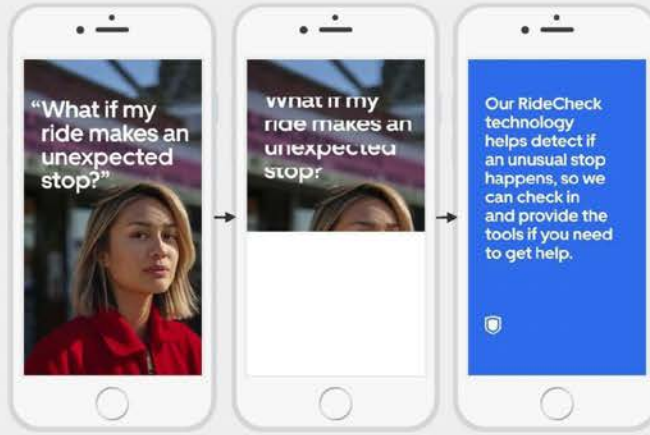 “What if my
ride makes an
unexpected
stop?”
What if my
ride makes an
unexpected
stop?
Our RideCheck
technology
helps detect if
an unusual stop
happens, so we
can check in
and provide the
tools if you need
to get help.